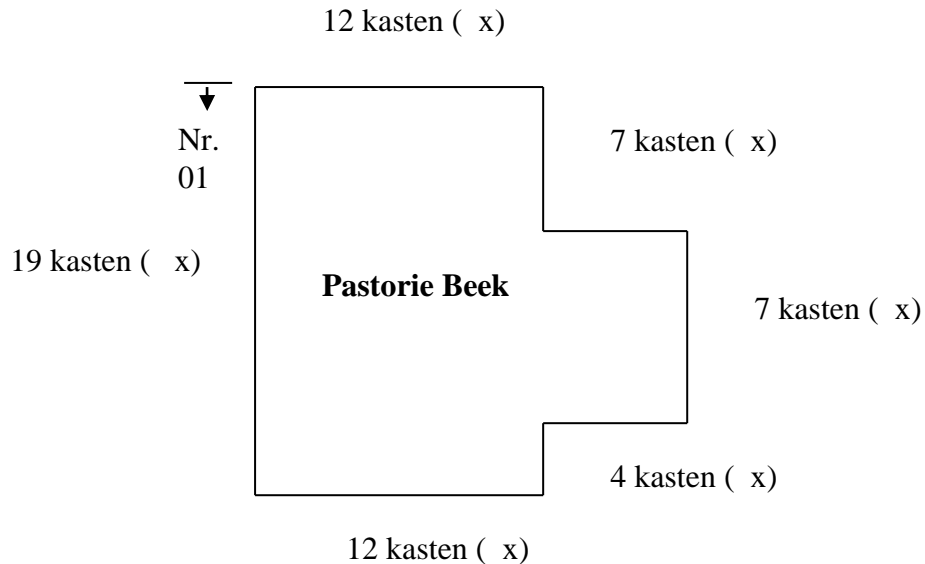 12 kasten (  x)
Nr.
01
7 kasten (  x)
19 kasten (   x)
Pastorie Beek
7 kasten (  x)
4 kasten (  x)
12 kasten (  x)